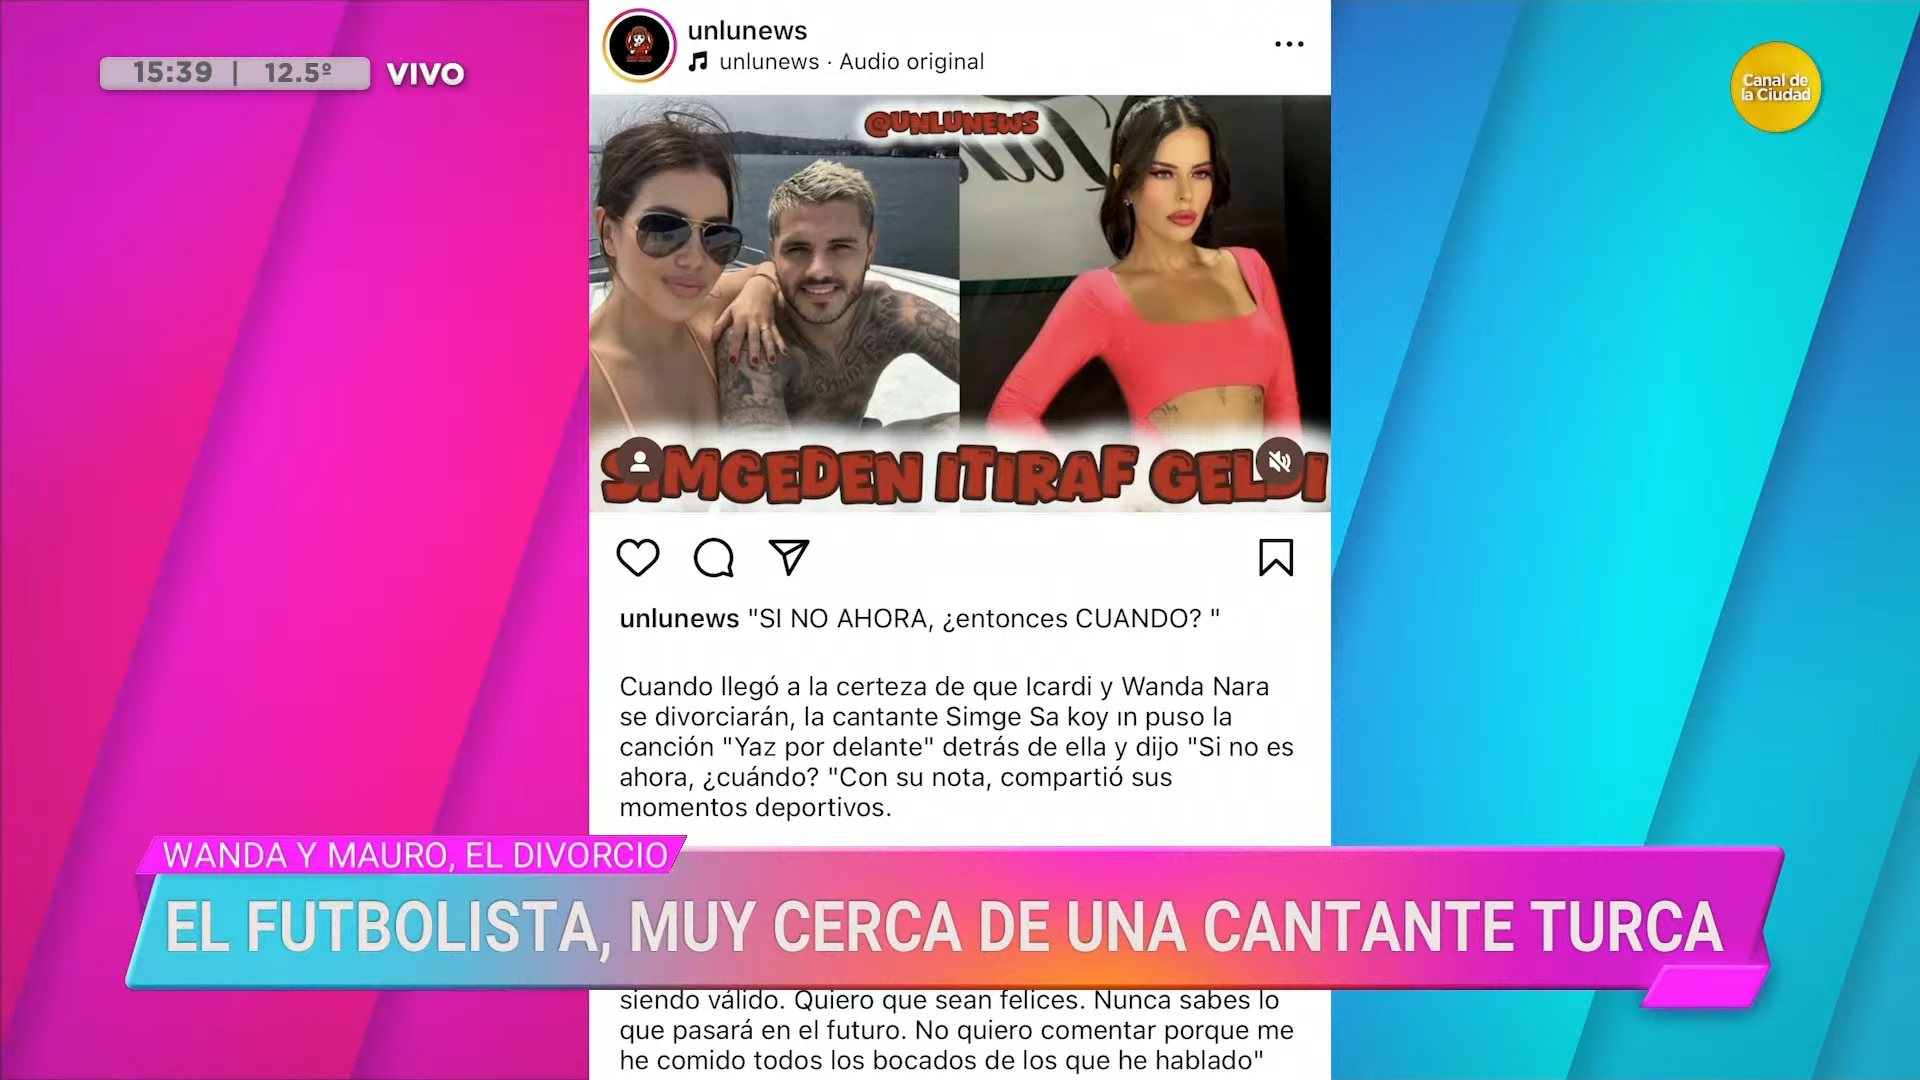 15:39 | 12.5º VIVO
unlunews
unlunews · Audio original
Canal de
la Ciudad
@UNLUNEWS
SIMGEDEN ITIRAF GELDI
unlunews "SI NO AHORA, ¿entonces CUANDO? "
Cuando llegó a la certeza de que Icardi y Wanda Nara
se divorciarán, la cantante Simge Sa koy ın puso la
canción "Yaz por delante" detrás de ella y dijo "Si no es
ahora, ¿cuándo? "Con su nota, compartió sus
momentos deportivos.
WANDA Y MAURO, EL DIVORCIO
EL FUTBOLISTA, MUY CERCA DE UNA CANTANTE TURCA
siendo válido. Quiero que sean felices. Nunca sabes lo
que pasará en el futuro. No quiero comentar porque me
he comido todos los bocados de los que he hablado"